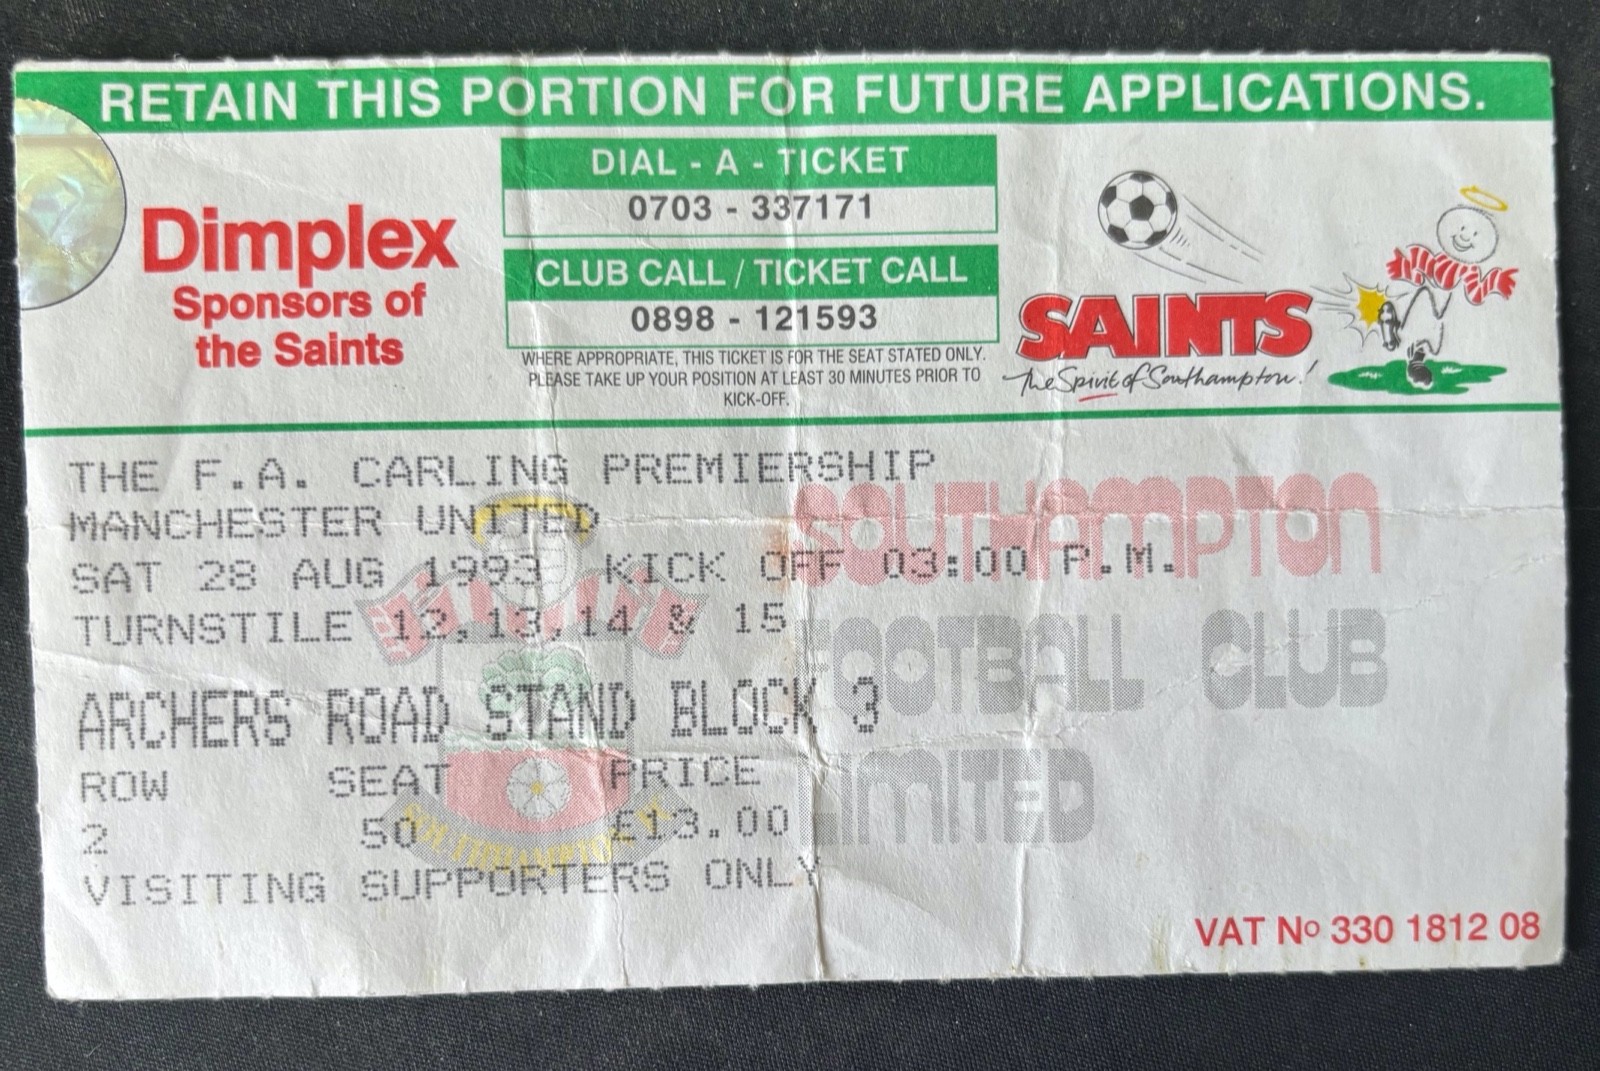 RETAIN THIS PORTION FOR FUTURE APPLICATIONS.
Dimplex
Sponsors of
the Saints
DIAL - A - TICKET
0703 - 337171
CLUB CALL / TICKET CALL
0898 - 121593
WHERE APPROPRIATE, THIS TICKET IS FOR THE SEAT STATED ONLY.
PLEASE TAKE UP YOUR POSITION AT LEAST 30 MINUTES PRIOR TO
KICK-OFF.
SAINTS
The Spirit of Southampton!
THE F.A. CARLING PREMIERSHIP
MANCHESTER UNITED
SAT 28 AUG 1993 KICK OFF 03:00 P.M.
TURNSTILE 12,13,14 & 15
ARCHERS ROAD STAND BLOCK 3
ROW SEAT PRICE
2 50 £13.00
VISITING SUPPORTERS ONLY
SOUTHAMPTON
FOOTBALL CLUB
LIMITED
SOUTHAMPTON FC
VAT No 330 1812 08